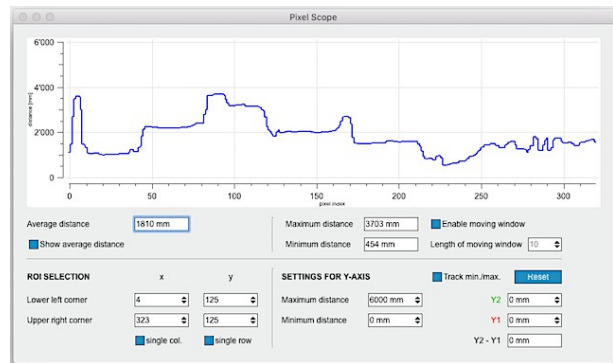 Pixel Scope
6'000
4'000
2'000
0
distance [mm]
0 50 100 150 200 250 300
pixel index
Average distance 1810 mm Maximum distance 3703 mm Enable moving window
Show average distance Minimum distance 454 mm Length of moving window 10
ROI SELECTION x y SETTINGS FOR Y-AXIS Track min./max. Reset
Lower left corner 4 125 Maximum distance 6000 mm Y2 0 mm
Upper right corner 323 125 Minimum distance 0 mm Y1 0 mm
single col. single row Y2 - Y1 0 mm